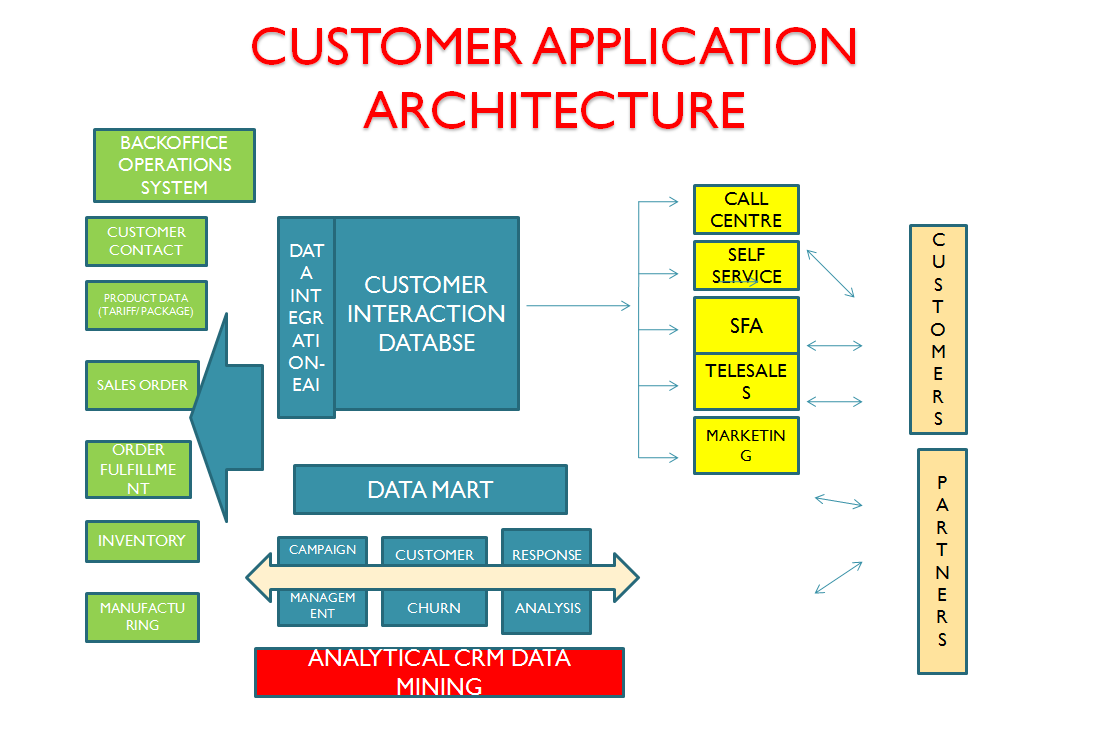 CUSTOMER APPLICATION
ARCHITECTURE
BACKOFFICE
OPERATIONS
SYSTEM
CUSTOMER
CONTACT
PRODUCT DATA
(TARIFF/PACKAGE)
SALES ORDER
ORDER
FULFILLME
NT
INVENTORY
MANUFACTU
RING
DAT
A
INT
EGR
ATI
ON-
EAI
CUSTOMER
INTERACTION
DATABSE
DATA MART
CAMPAIGN
MANAGEM
ENT
CUSTOMER
CHURN
RESPONSE
ANALYSIS
ANALYTICAL CRM DATA
MINING
CALL
CENTRE
SELF
SERVICE
SFA
TELESALE
S
MARKETIN
G
C
U
S
T
O
M
E
R
S
P
A
R
T
N
E
R
S